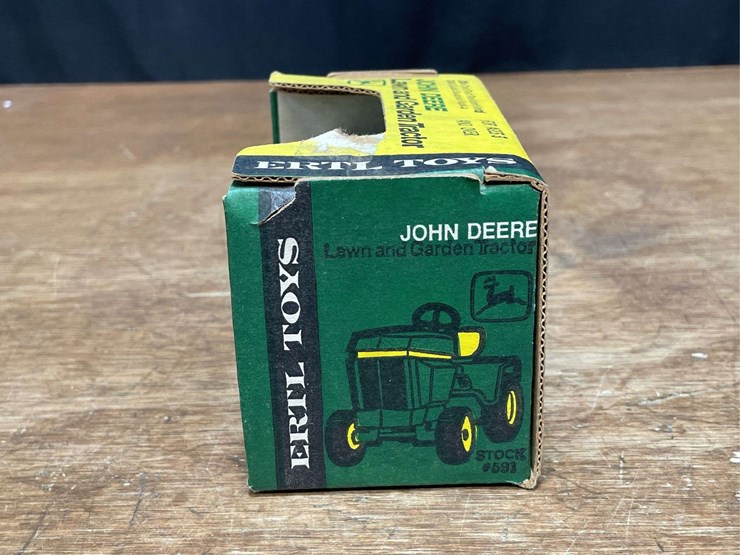 JOHN DEERE
Lawn and Garden Tractor
ERTL TOYS
JOHN DEERE
Lawn and Garden Tractor
ERTL TOYS
STOCK
#591